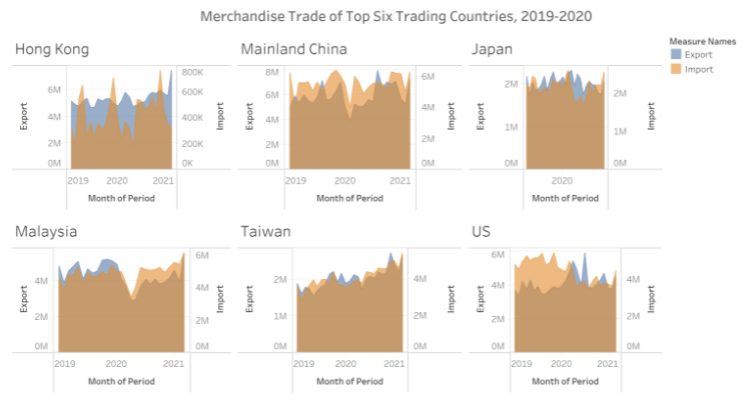 Merchandise Trade of Top Six Trading Countries, 2019-2020
Measure Names
Export
Import
Hong Kong
Export
6M
4M
2M
0M
800K
600K
400K
200K
0K
Import
2019 2020 2021
Month of Period
Mainland China
Export
8M
6M
4M
2M
0M
6M
4M
2M
0M
Import
2019 2020 2021
Month of Period
Japan
Export
2M
1M
0M
2M
1M
0M
Import
2020
Month of Period
Malaysia
Export
4M
2M
0M
6M
4M
2M
0M
Import
2019 2020 2021
Month of Period
Taiwan
Export
2M
0M
4M
2M
0M
Import
2019 2020 2021
Month of Period
US
Export
6M
4M
2M
0M
4M
2M
0M
Import
2019 2020 2021
Month of Period